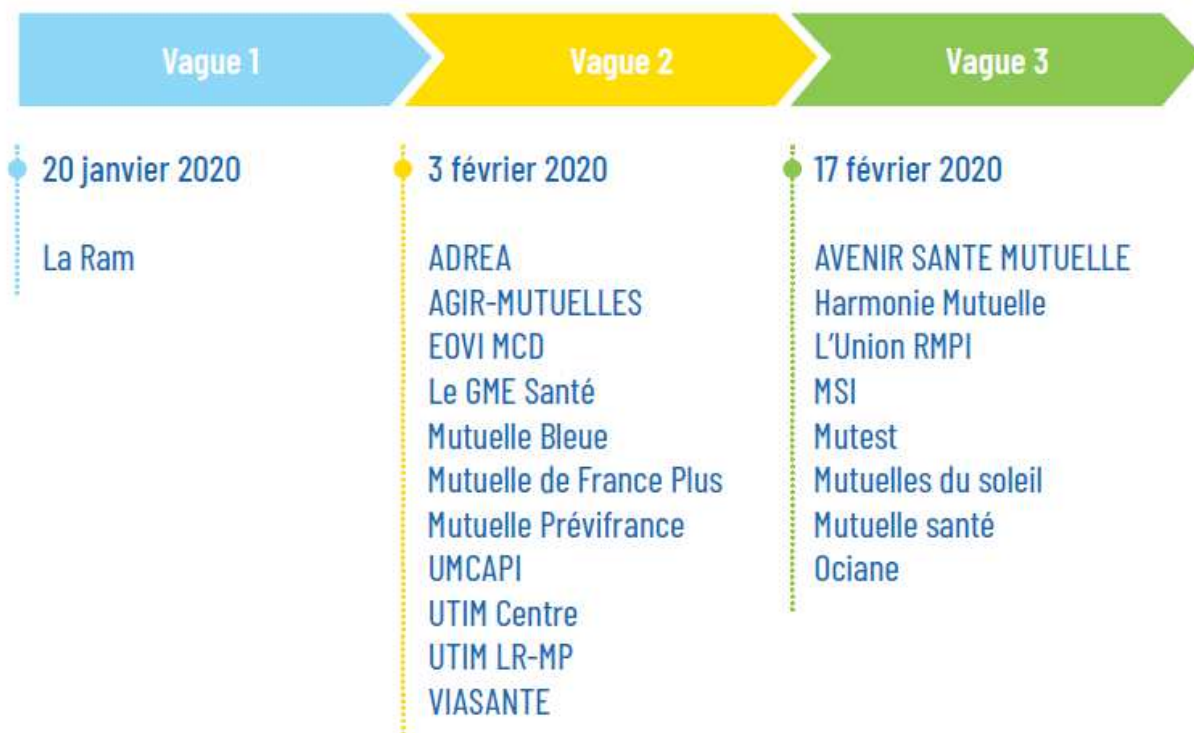 Vague 1
Vague 2
Vague 3
20 janvier 2020
La Ram
3 février 2020
ADREA
AGIR-MUTUELLES
EOVI MCD
Le GME Santé
Mutuelle Bleue
Mutuelle de France Plus
Mutuelle Prévifrance
UMCAPI
UTIM Centre
UTIM LR-MP
VIASANTE
17 février 2020
AVENIR SANTE MUTUELLE
Harmonie Mutuelle
L'Union RMPI
MSI
Mutest
Mutuelles du soleil
Mutuelle santé
Ociane